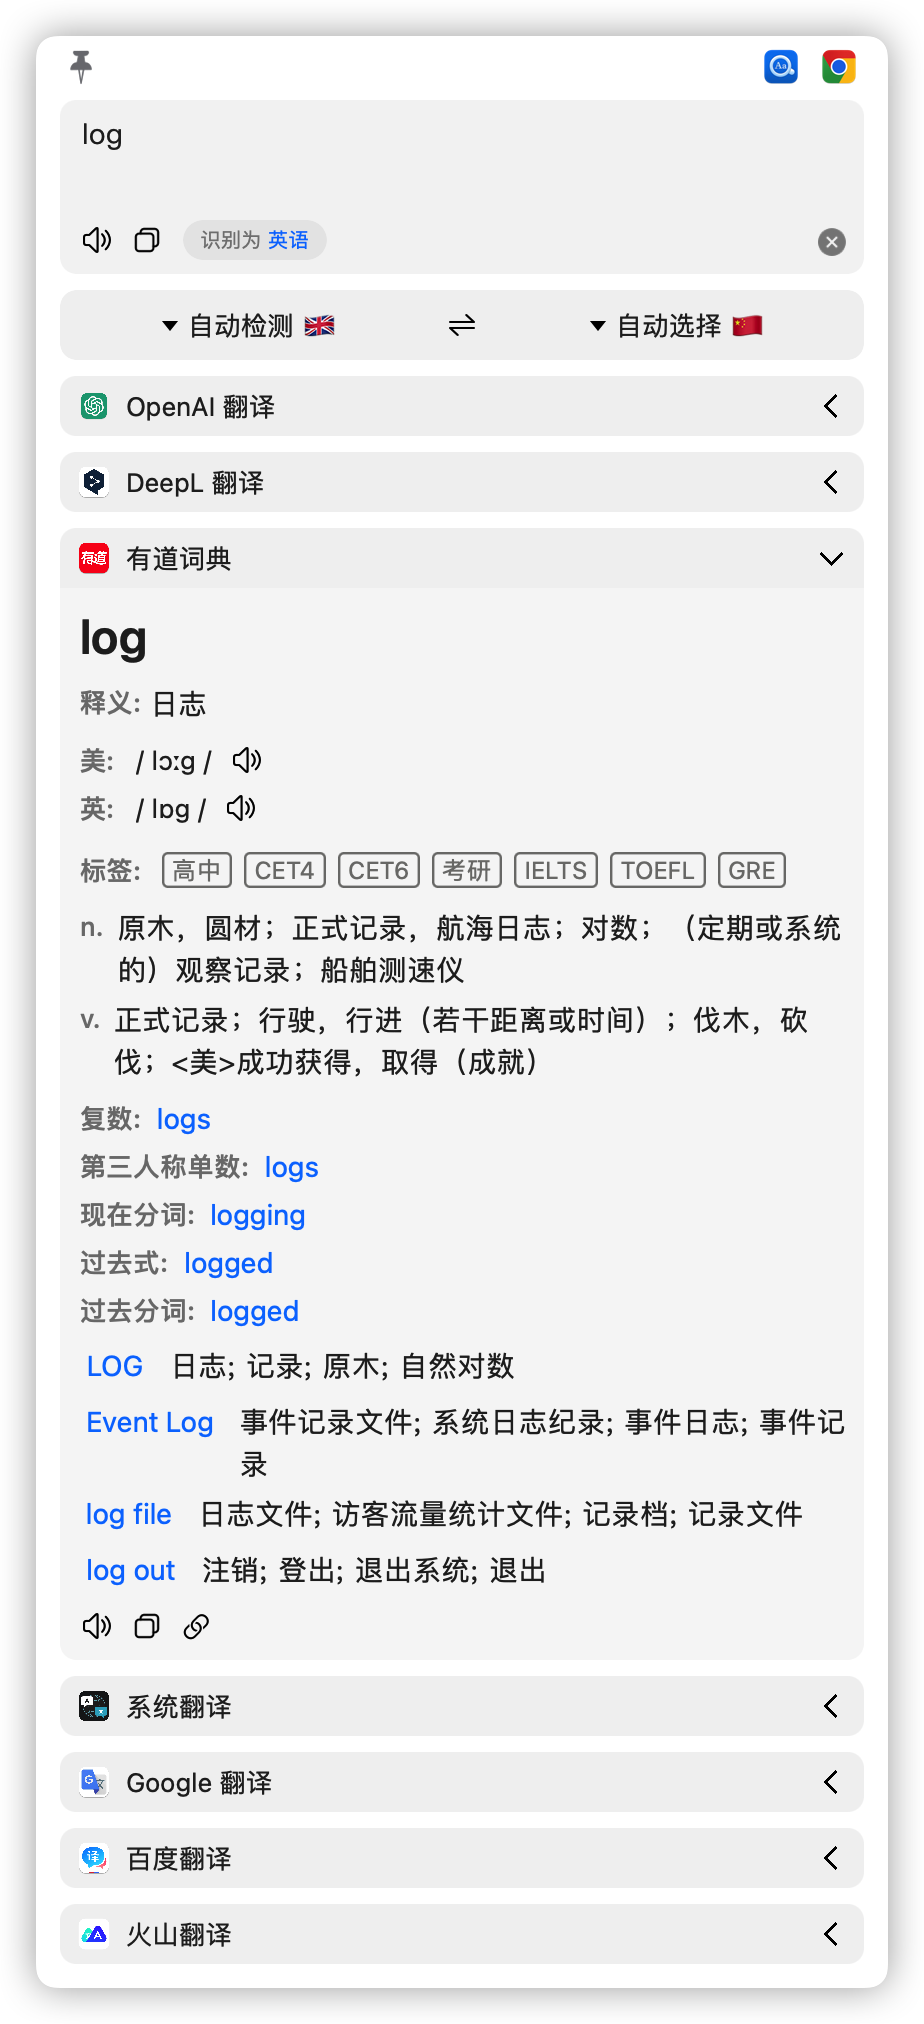 log
识别为 英语
自动检测 🇬🇧 ⇌ 自动选择 🇨🇳
OpenAI 翻译
DeepL 翻译
有道 有道词典
log
释义: 日志
美: / lɔːɡ /
英: / lɒɡ /
标签: 高中 CET4 CET6 考研 IELTS TOEFL GRE
n. 原木，圆材；正式记录，航海日志；对数；（定期或系统
的）观察记录；船舶测速仪
v. 正式记录；行驶，行进（若干距离或时间）；伐木，砍
伐；<美>成功获得，取得（成就）
复数: logs
第三人称单数: logs
现在分词: logging
过去式: logged
过去分词: logged
LOG 日志; 记录; 原木; 自然对数
Event Log 事件记录文件; 系统日志纪录; 事件日志; 事件记
录
log file 日志文件; 访客流量统计文件; 记录档; 记录文件
log out 注销; 登出; 退出系统; 退出
系统翻译
Google 翻译
译 百度翻译
火山翻译